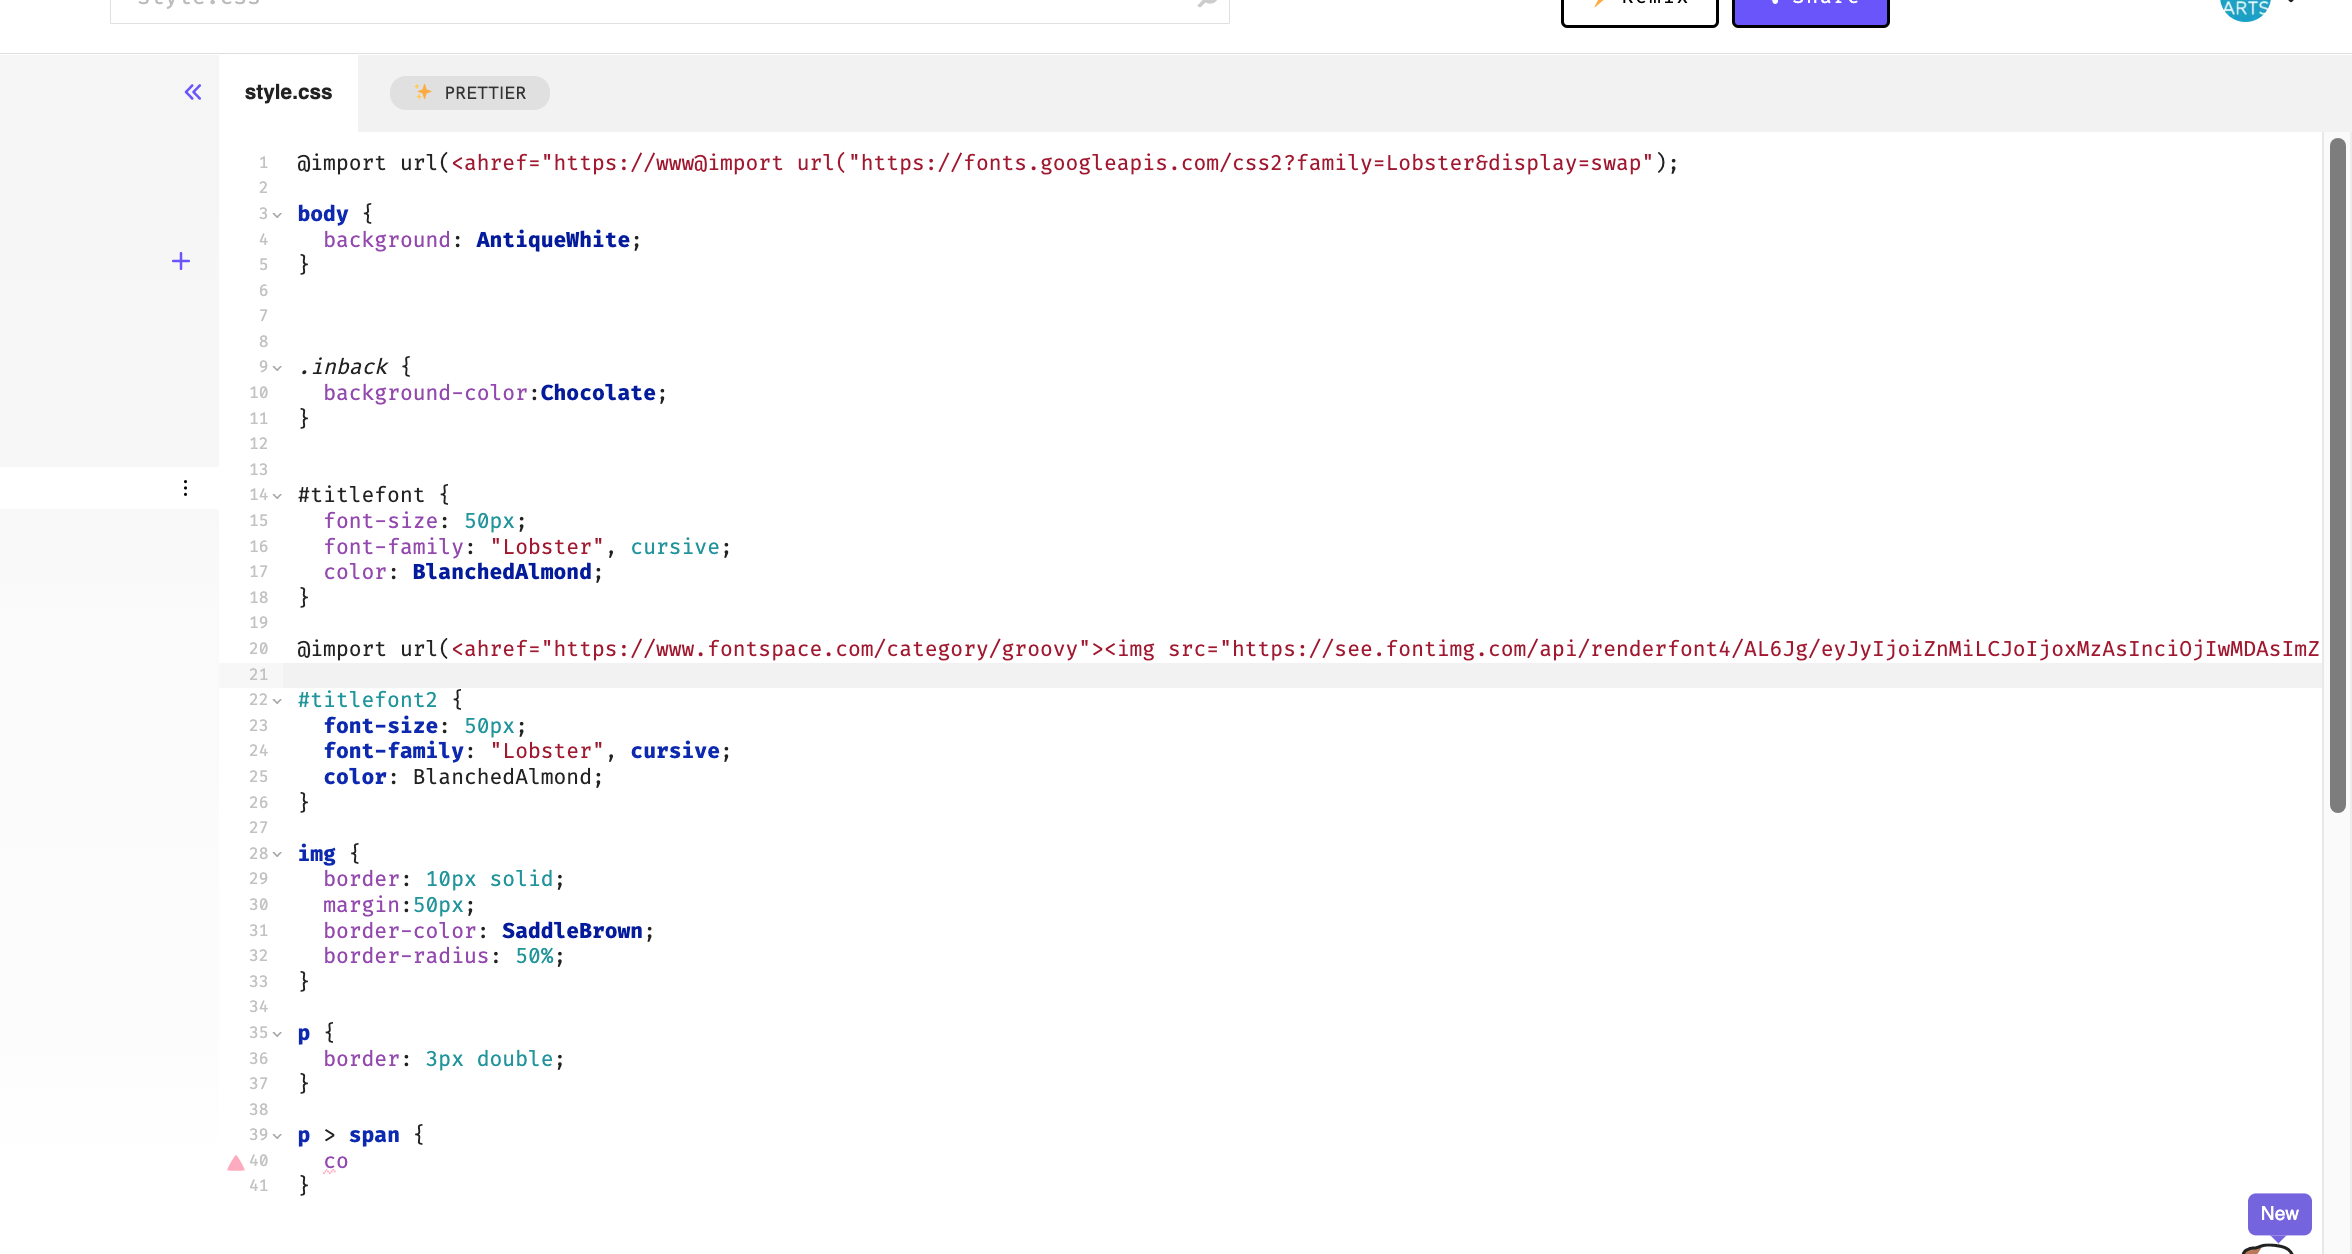 style.css
Remix
Share
ARTS
style.css
PRETTIER
1 @import url(<ahref="https://www@import url("https://fonts.googleapis.com/css2?family=Lobster&display=swap");
2
3 body {
4 background: AntiqueWhite;
5 }
6
7
8
9 .inback {
10 background-color:Chocolate;
11 }
12
13
14 #titlefont {
15 font-size: 50px;
16 font-family: "Lobster", cursive;
17 color: BlanchedAlmond;
18 }
19
20 @import url(<ahref="https://www.fontspace.com/category/groovy"><img src="https://see.fontimg.com/api/renderfont4/AL6Jg/eyJyIjoiZnMiLCJoIjoxMzAsInciOjIwMDAsImZ
21
22 #titlefont2 {
23 font-size: 50px;
24 font-family: "Lobster", cursive;
25 color: BlanchedAlmond;
26 }
27
28 img {
29 border: 10px solid;
30 margin:50px;
31 border-color: SaddleBrown;
32 border-radius: 50%;
33 }
34
35 p {
36 border: 3px double;
37 }
38
39 p > span {
40 co
41 }
New